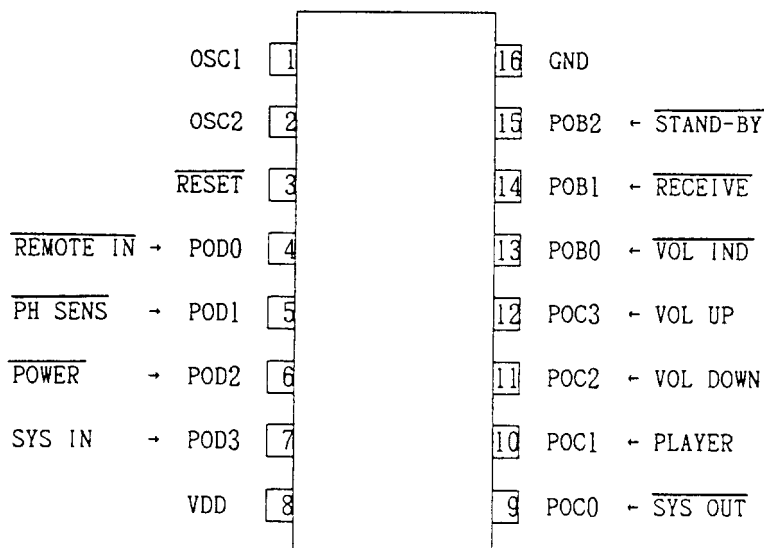 OSC1 1 16 GND
OSC2 2 15 POB2 ← STAND-BY
RESET 3 14 POB1 ← RECEIVE
REMOTE IN → POD0 4 13 POB0 ← VOL IND
PH SENS → POD1 5 12 POC3 ← VOL UP
POWER → POD2 6 11 POC2 ← VOL DOWN
SYS IN → POD3 7 10 POC1 ← PLAYER
VDD 8 9 POC0 ← SYS OUT